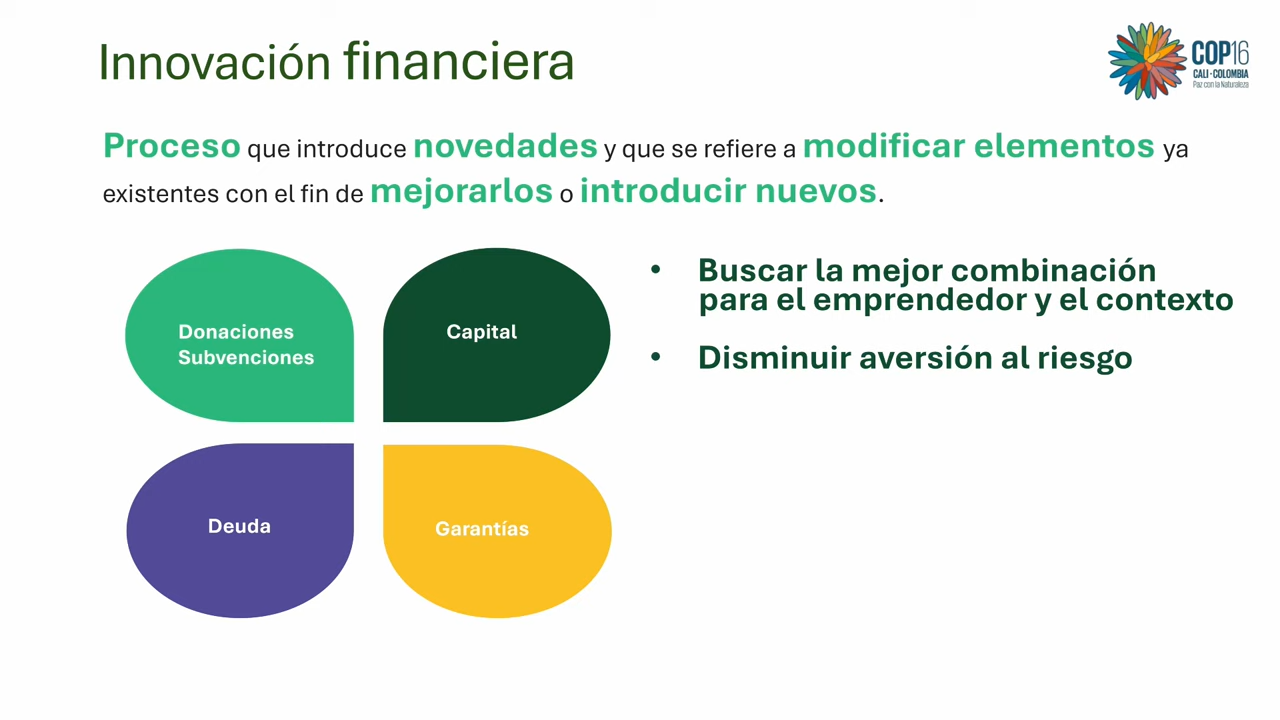 Innovación financiera
COP16
CALI - COLOMBIA
Paz con la Naturaleza
Proceso que introduce novedades y que se refiere a modificar elementos ya
existentes con el fin de mejorarlos o introducir nuevos.
Donaciones
Subvenciones
Capital
Deuda
Garantías
• Buscar la mejor combinación
para el emprendedor y el contexto
• Disminuir aversión al riesgo